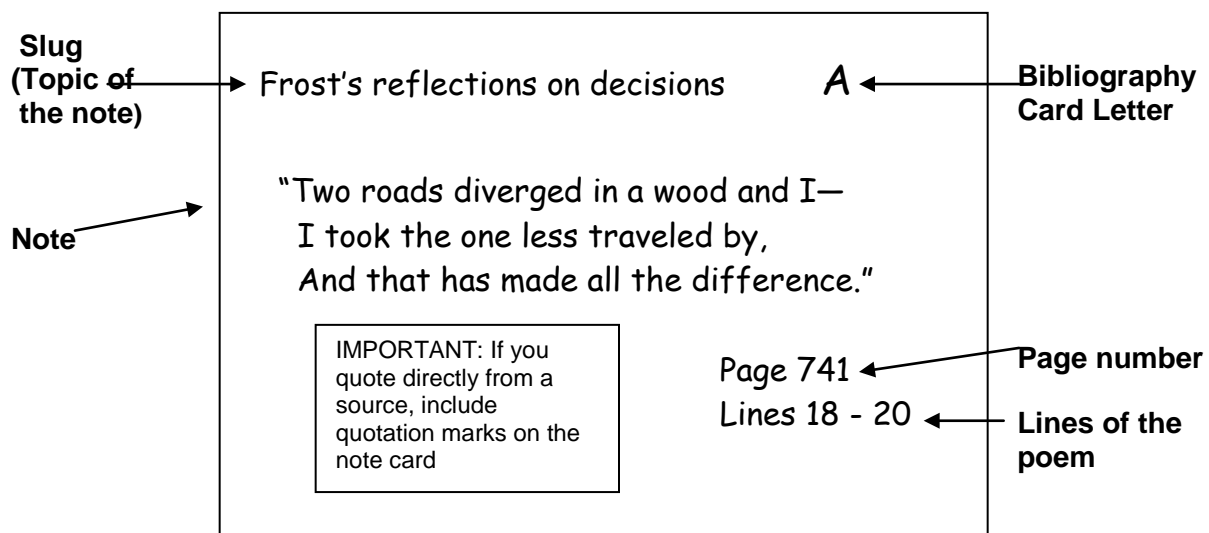 Slug
(Topic of
the note)
Frost's reflections on decisions A
Bibliography
Card Letter
Note
"Two roads diverged in a wood and I—
I took the one less traveled by,
And that has made all the difference."
IMPORTANT: If you
quote directly from a
source, include
quotation marks on the
note card
Page 741
Lines 18 - 20
Page number
Lines of the
poem